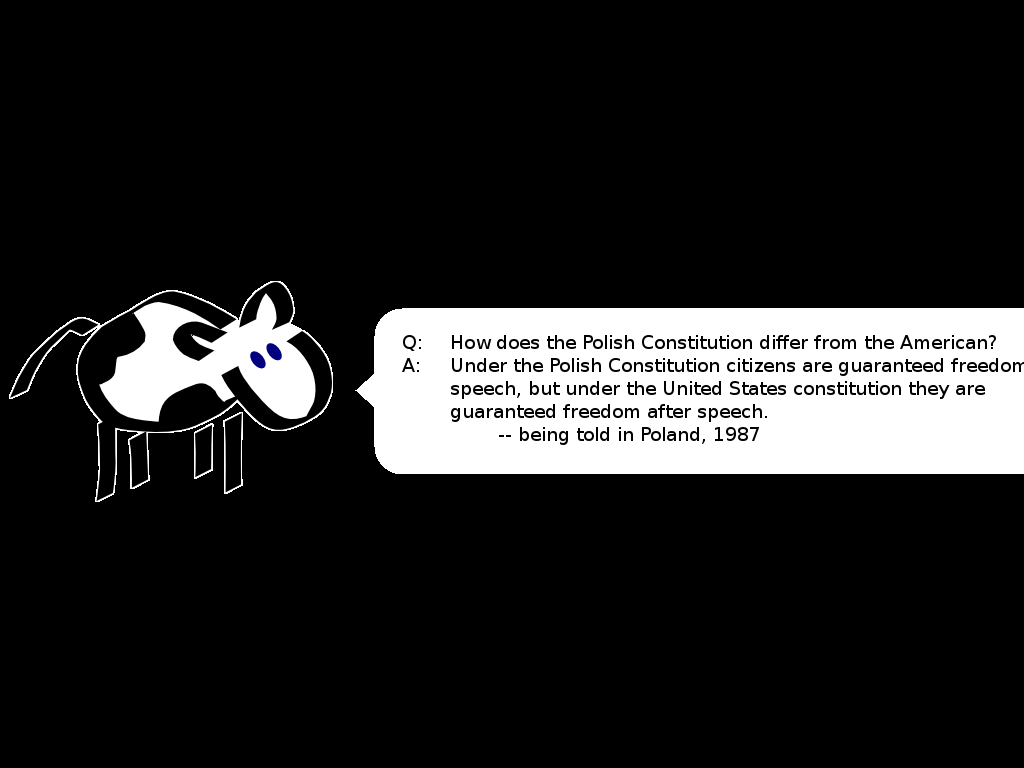 Q: How does the Polish Constitution differ from the American?
A: Under the Polish Constitution citizens are guaranteed freedom
speech, but under the United States constitution they are
guaranteed freedom after speech.
-- being told in Poland, 1987